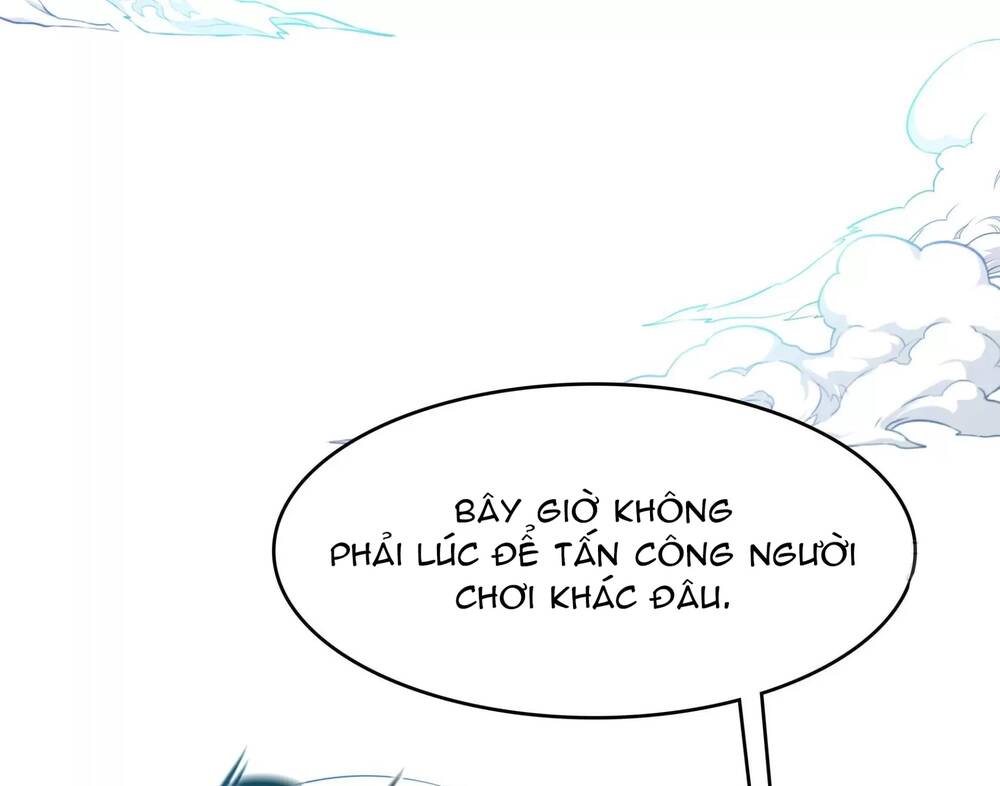 BÂY GIỜ KHÔNG
PHẢI LÚC ĐỂ TẤN CÔNG NGƯỜI
CHƠI KHÁC ĐÂU.